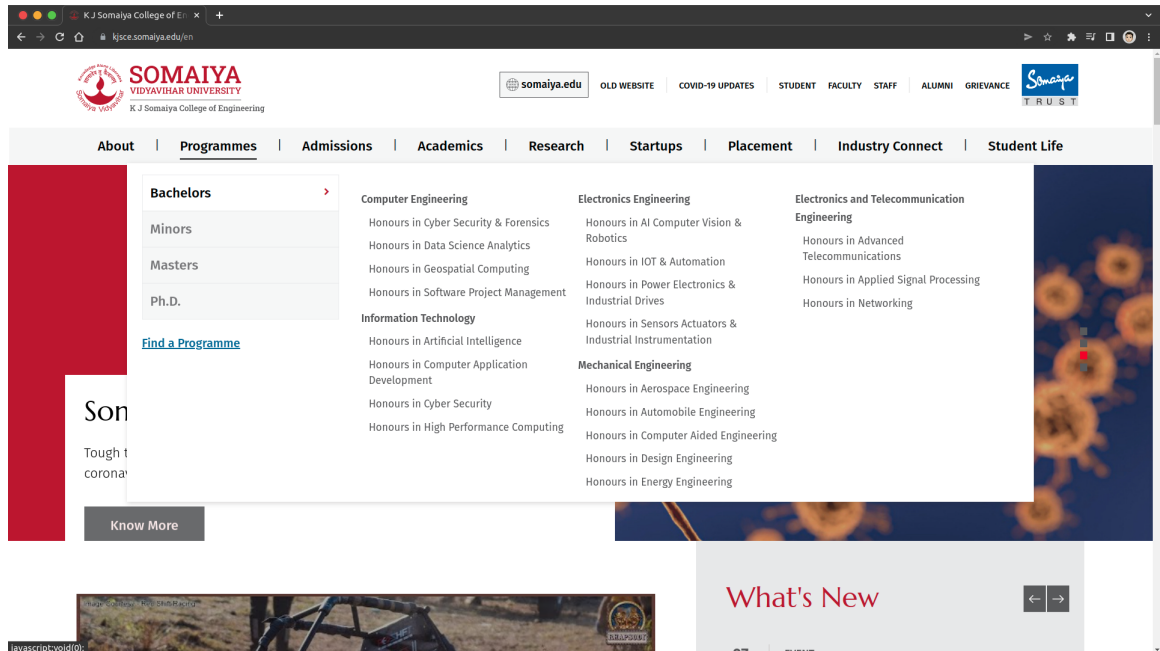 K J Somaiya College of En
kjsce.somaiya.edu/en
SOMAIYA
VIDYAVIHAR UNIVERSITY
K J Somaiya College of Engineering
somaiya.edu
OLD WEBSITE
COVID-19 UPDATES
STUDENT
FACULTY
STAFF
ALUMNI
GRIEVANCE
Somaiya
TRUST
About
Programmes
Admissions
Academics
Research
Startups
Placement
Industry Connect
Student Life
Bachelors
Minors
Masters
Ph.D.
Find a Programme
Computer Engineering
Honours in Cyber Security & Forensics
Honours in Data Science Analytics
Honours in Geospatial Computing
Honours in Software Project Management
Information Technology
Honours in Artificial Intelligence
Honours in Computer Application
Development
Honours in Cyber Security
Honours in High Performance Computing
Electronics Engineering
Honours in AI Computer Vision &
Robotics
Honours in IOT & Automation
Honours in Power Electronics &
Industrial Drives
Honours in Sensors Actuators &
Industrial Instrumentation
Mechanical Engineering
Honours in Aerospace Engineering
Honours in Automobile Engineering
Honours in Computer Aided Engineering
Honours in Design Engineering
Honours in Energy Engineering
Electronics and Telecommunication
Engineering
Honours in Advanced
Telecommunications
Honours in Applied Signal Processing
Honours in Networking
Son
Tough t
corona
Know More
What's New
javascript:void(0);